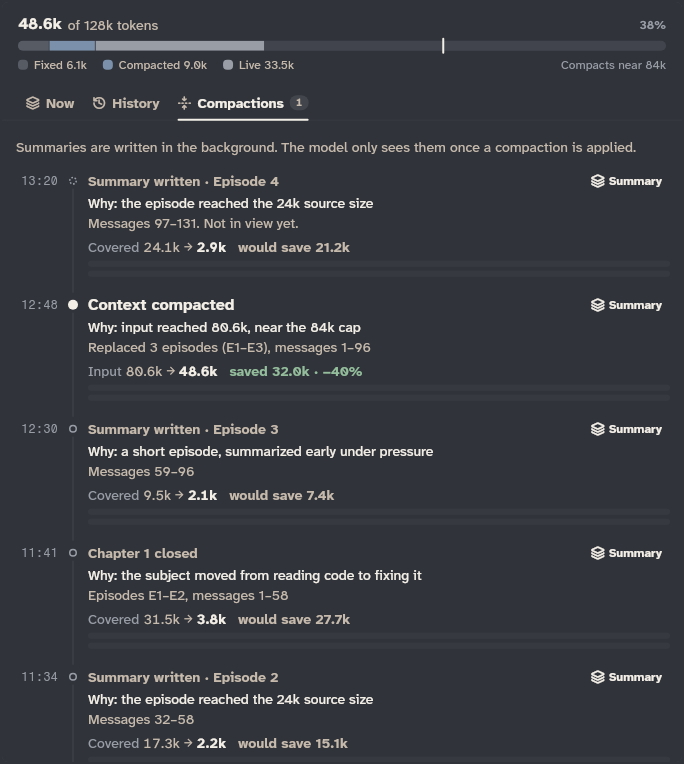 48.6k of 128k tokens 38%
Fixed 6.1k Compacted 9.0k Live 33.5k Compacts near 84k
Now History Compactions 1
Summaries are written in the background. The model only sees them once a compaction is applied.
13:20 Summary written · Episode 4 Summary
Why: the episode reached the 24k source size
Messages 97–131. Not in view yet.
Covered 24.1k → 2.9k would save 21.2k
12:48 Context compacted Summary
Why: input reached 80.6k, near the 84k cap
Replaced 3 episodes (E1–E3), messages 1–96
Input 80.6k → 48.6k saved 32.0k · −40%
12:30 Summary written · Episode 3 Summary
Why: a short episode, summarized early under pressure
Messages 59–96
Covered 9.5k → 2.1k would save 7.4k
11:41 Chapter 1 closed Summary
Why: the subject moved from reading code to fixing it
Episodes E1–E2, messages 1–58
Covered 31.5k → 3.8k would save 27.7k
11:34 Summary written · Episode 2 Summary
Why: the episode reached the 24k source size
Messages 32–58
Covered 17.3k → 2.2k would save 15.1k